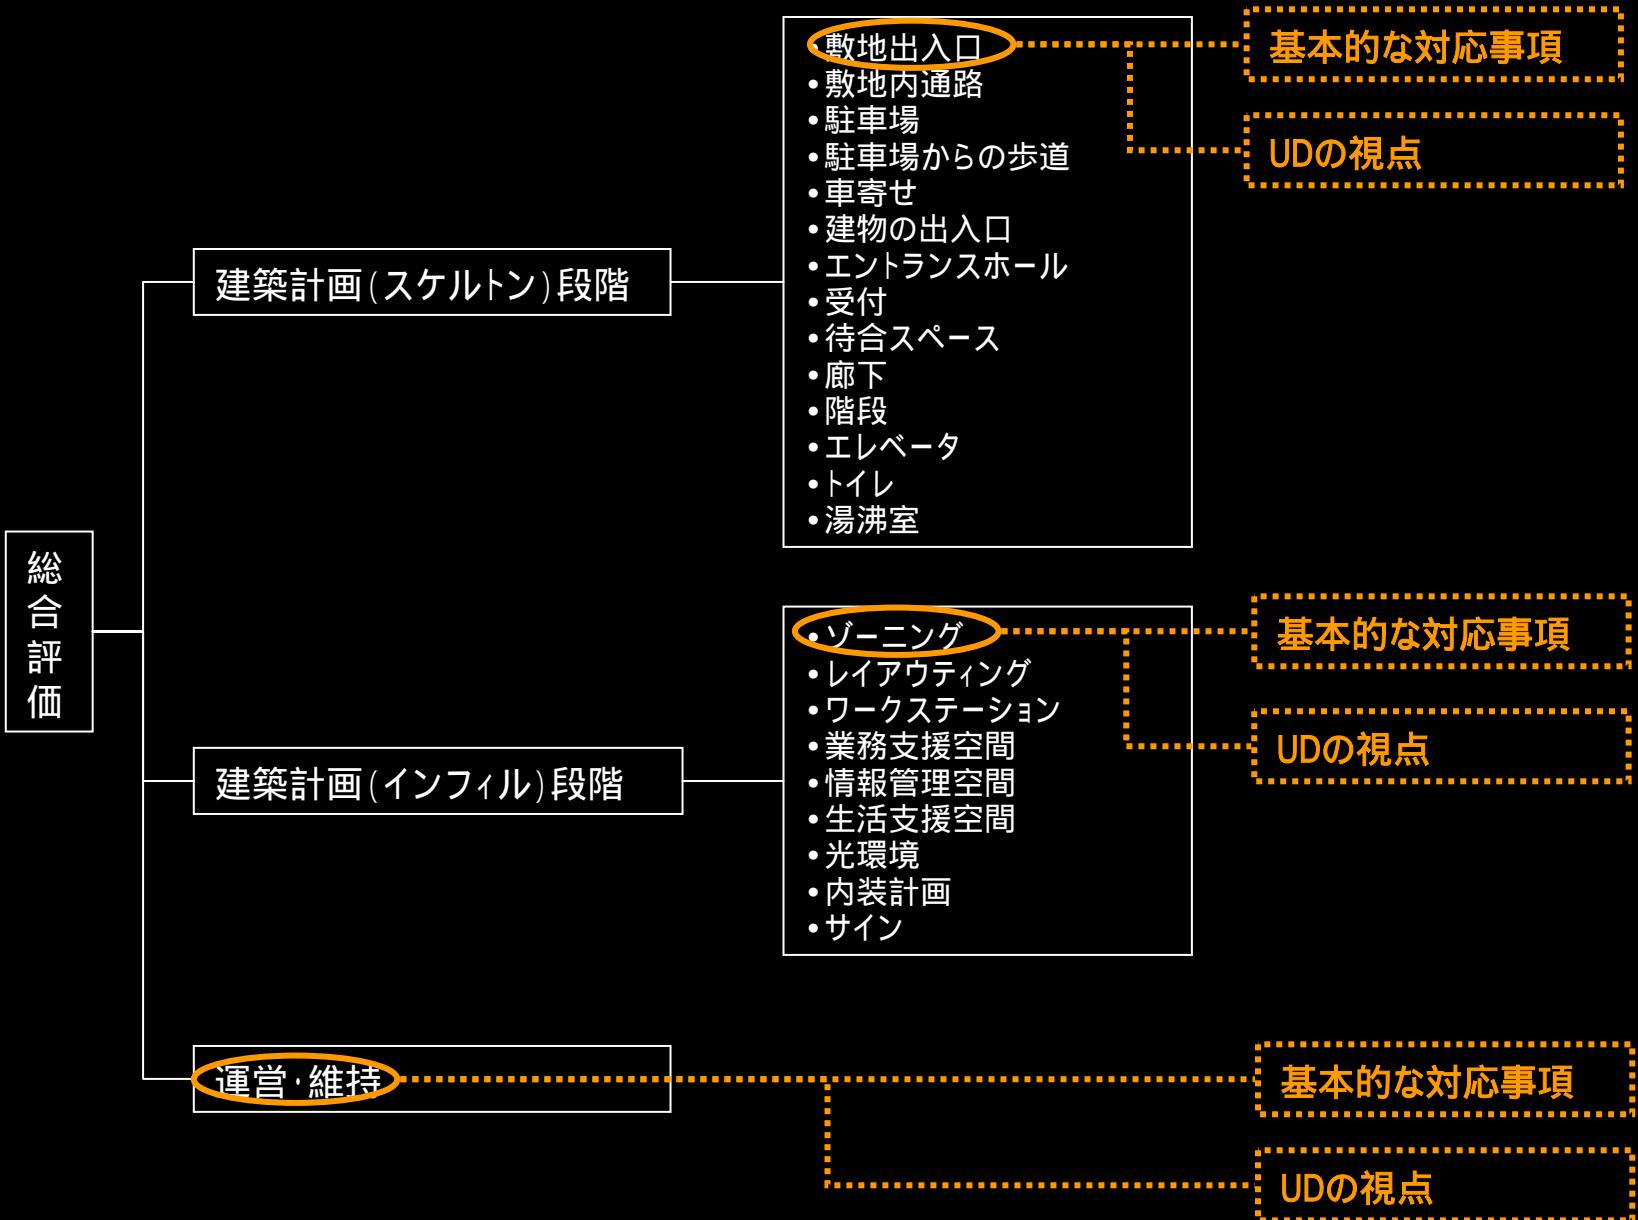 総合評価
建築計画(スケルトン)段階
•敷地出入口
•敷地内通路
•駐車場
•駐車場からの歩道
•車寄せ
•建物の出入口
•エントランスホール
•受付
•待合スペース
•廊下
•階段
•エレベータ
•トイレ
•湯沸室
基本的な対応事項
UDの視点
建築計画(インフィル)段階
•ゾーニング
•レイアウティング
•ワークステーション
•業務支援空間
•情報管理空間
•生活支援空間
•光環境
•内装計画
•サイン
基本的な対応事項
UDの視点
運営・維持
基本的な対応事項
UDの視点